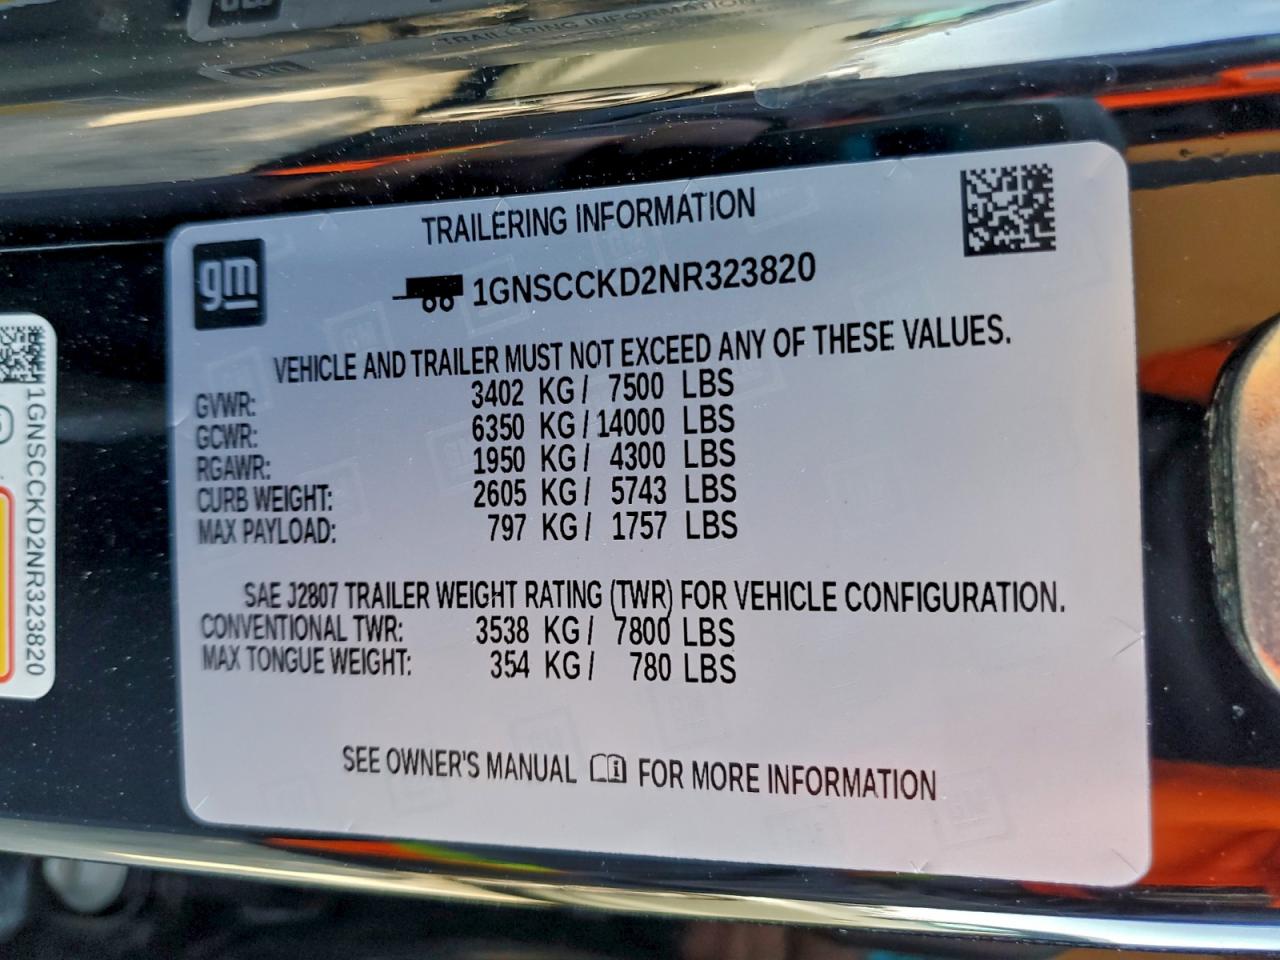 TRAILERING INFORMATION
gm
TRAILERING INFORMATION
1GNSCCKD2NR323820
VEHICLE AND TRAILER MUST NOT EXCEED ANY OF THESE VALUES.
GVWR: 3402 KG / 7500 LBS
GCWR: 6350 KG / 14000 LBS
RGAWR: 1950 KG / 4300 LBS
CURB WEIGHT: 2605 KG / 5743 LBS
MAX PAYLOAD: 797 KG / 1757 LBS
SAE J2807 TRAILER WEIGHT RATING (TWR) FOR VEHICLE CONFIGURATION.
CONVENTIONAL TWR: 3538 KG / 7800 LBS
MAX TONGUE WEIGHT: 354 KG / 780 LBS
SEE OWNER'S MANUAL FOR MORE INFORMATION
1GNSCCKD2NR323820